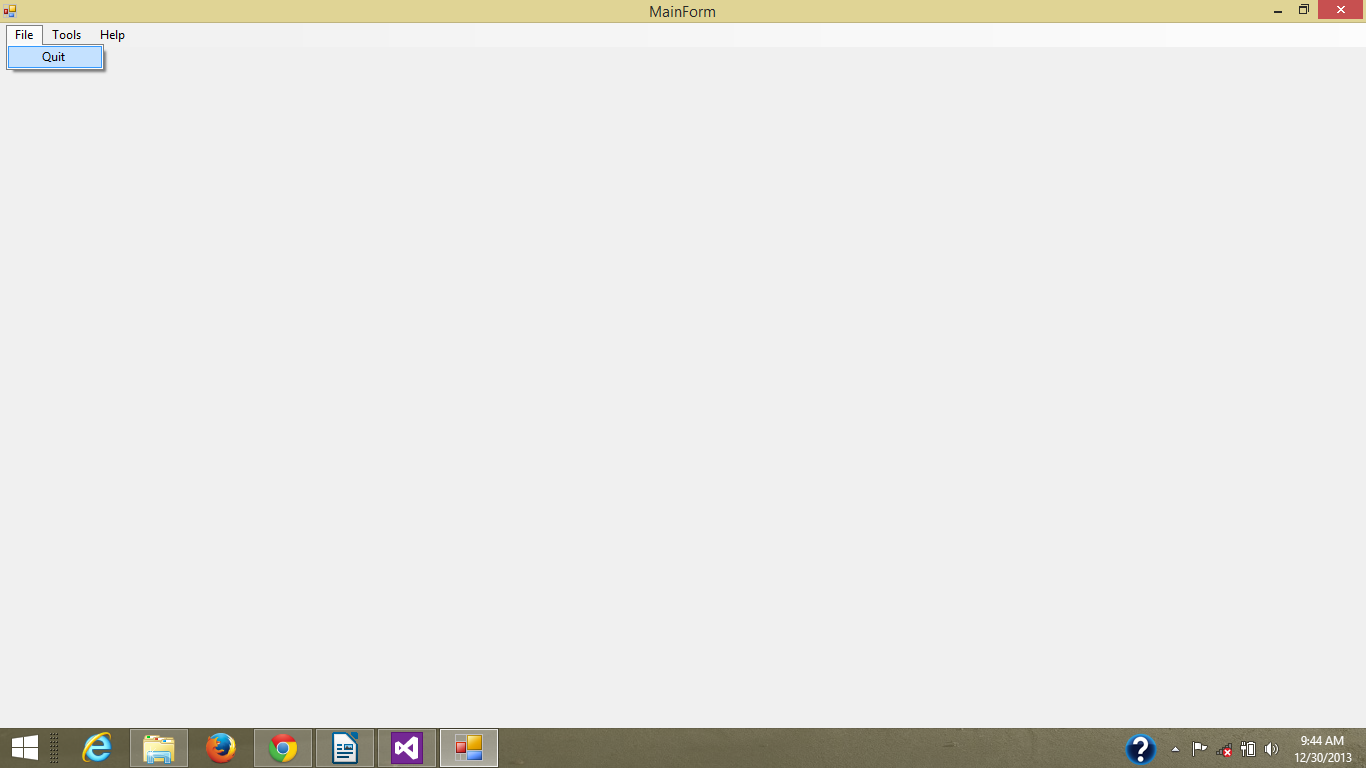 MainForm
File Tools Help
Quit
9:44 AM
12/30/2013